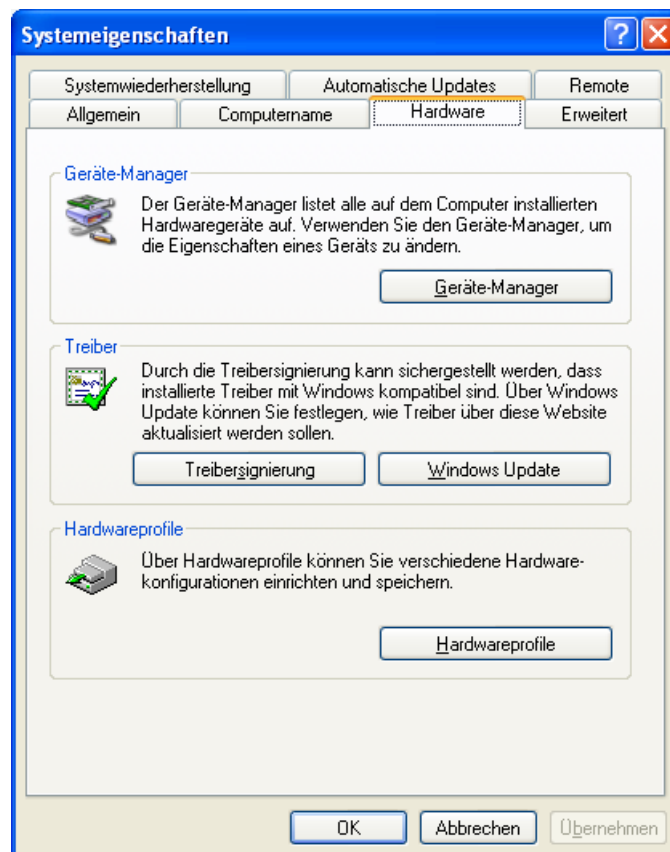 Systemeigenschaften
Systemwiederherstellung Automatische Updates Remote
Allgemein Computername Hardware Erweitert
Geräte-Manager
Der Geräte-Manager listet alle auf dem Computer installierten
Hardwaregeräte auf. Verwenden Sie den Geräte-Manager, um
die Eigenschaften eines Geräts zu ändern.
Geräte-Manager
Treiber
Durch die Treibersignierung kann sichergestellt werden, dass
installierte Treiber mit Windows kompatibel sind. Über Windows
Update können Sie festlegen, wie Treiber über diese Website
aktualisiert werden sollen.
Treibersignierung Windows Update
Hardwareprofile
Über Hardwareprofile können Sie verschiedene Hardware-
konfigurationen einrichten und speichern.
Hardwareprofile
OK Abbrechen Übernehmen